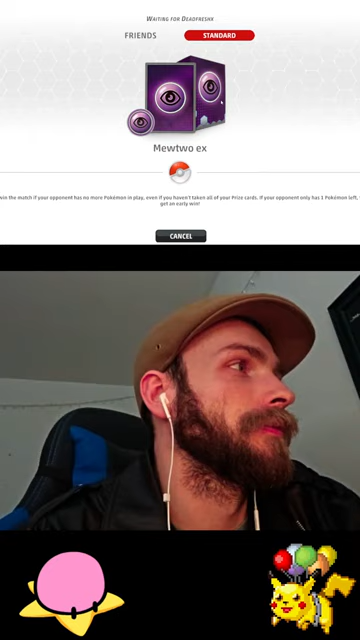 Waiting for Deadfreshx
FRIENDS
STANDARD
Mewtwo ex
win the match if your opponent has no more Pokémon in play, even if you haven't taken all of your Prize cards. If your opponent only has 1 Pokémon left,
get an early win!
CANCEL